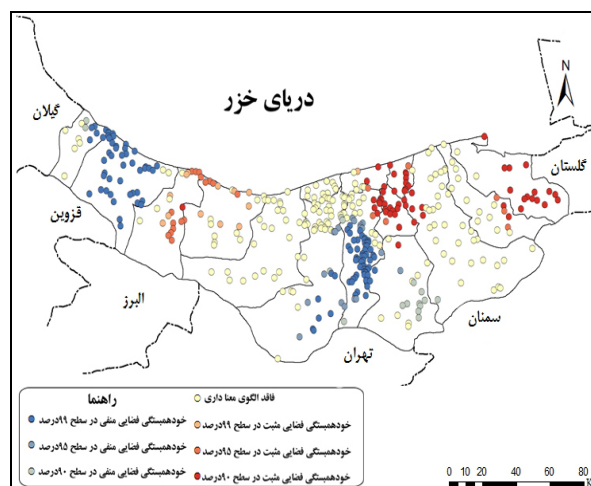 N
دریای خزر
گیلان
گلستان
قزوین
البرز
سمنان
تهران
راهنما
فاقد الگوی معنا داری
خودهمبستگی فضایی منفی در سطح ۹۹درصد
خودهمبستگی فضایی مثبت در سطح ۹۹درصد
خودهمبستگی فضایی منفی در سطح ۹۵درصد
خودهمبستگی فضایی مثبت در سطح ۹۵درصد
خودهمبستگی فضایی منفی در سطح ۹۰درصد
خودهمبستگی فضایی مثبت در سطح ۹۰درصد
0 10 20 40 60 80